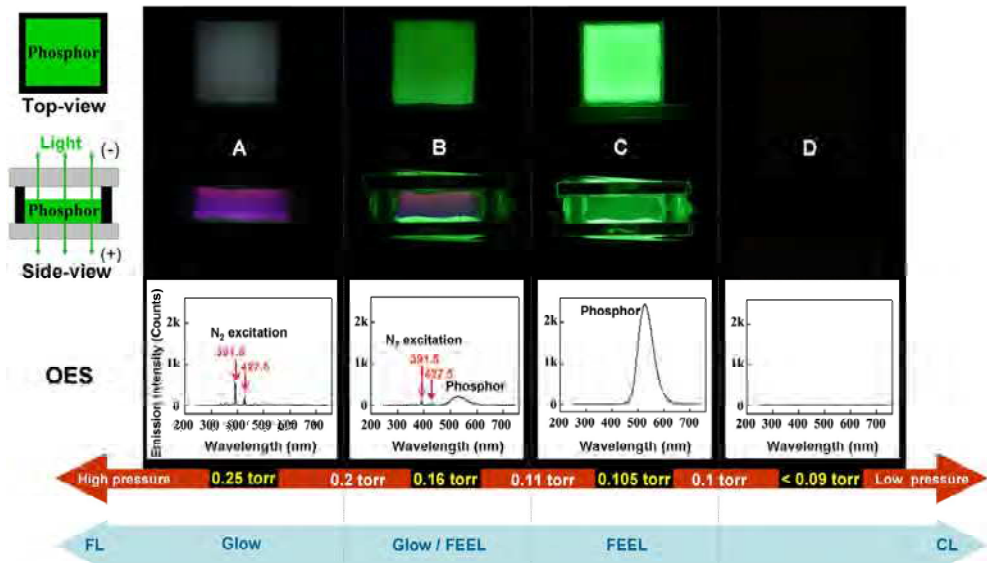 Phosphor
Top-view
Light
(-)
Phosphor
(+)
Side-view
OES
A
B
C
D
Emission Intensity (Counts)
2k
1k
0
N2 excitation
391.5
427.5
200 300 400 500 600 700
Wavelength (nm)
2k
1k
0
N2 excitation
391.5
427.5
Phosphor
200 300 400 500 600 700
Wavelength (nm)
2k
1k
0
Phosphor
200 300 400 500 600 700
Wavelength (nm)
2k
1k
0
200 300 400 500 600 700
Wavelength (nm)
High pressure 0.25 torr 0.2 torr 0.16 torr 0.11 torr 0.105 torr 0.1 torr < 0.09 torr Low pressure
FL Glow Glow / FEEL FEEL CL